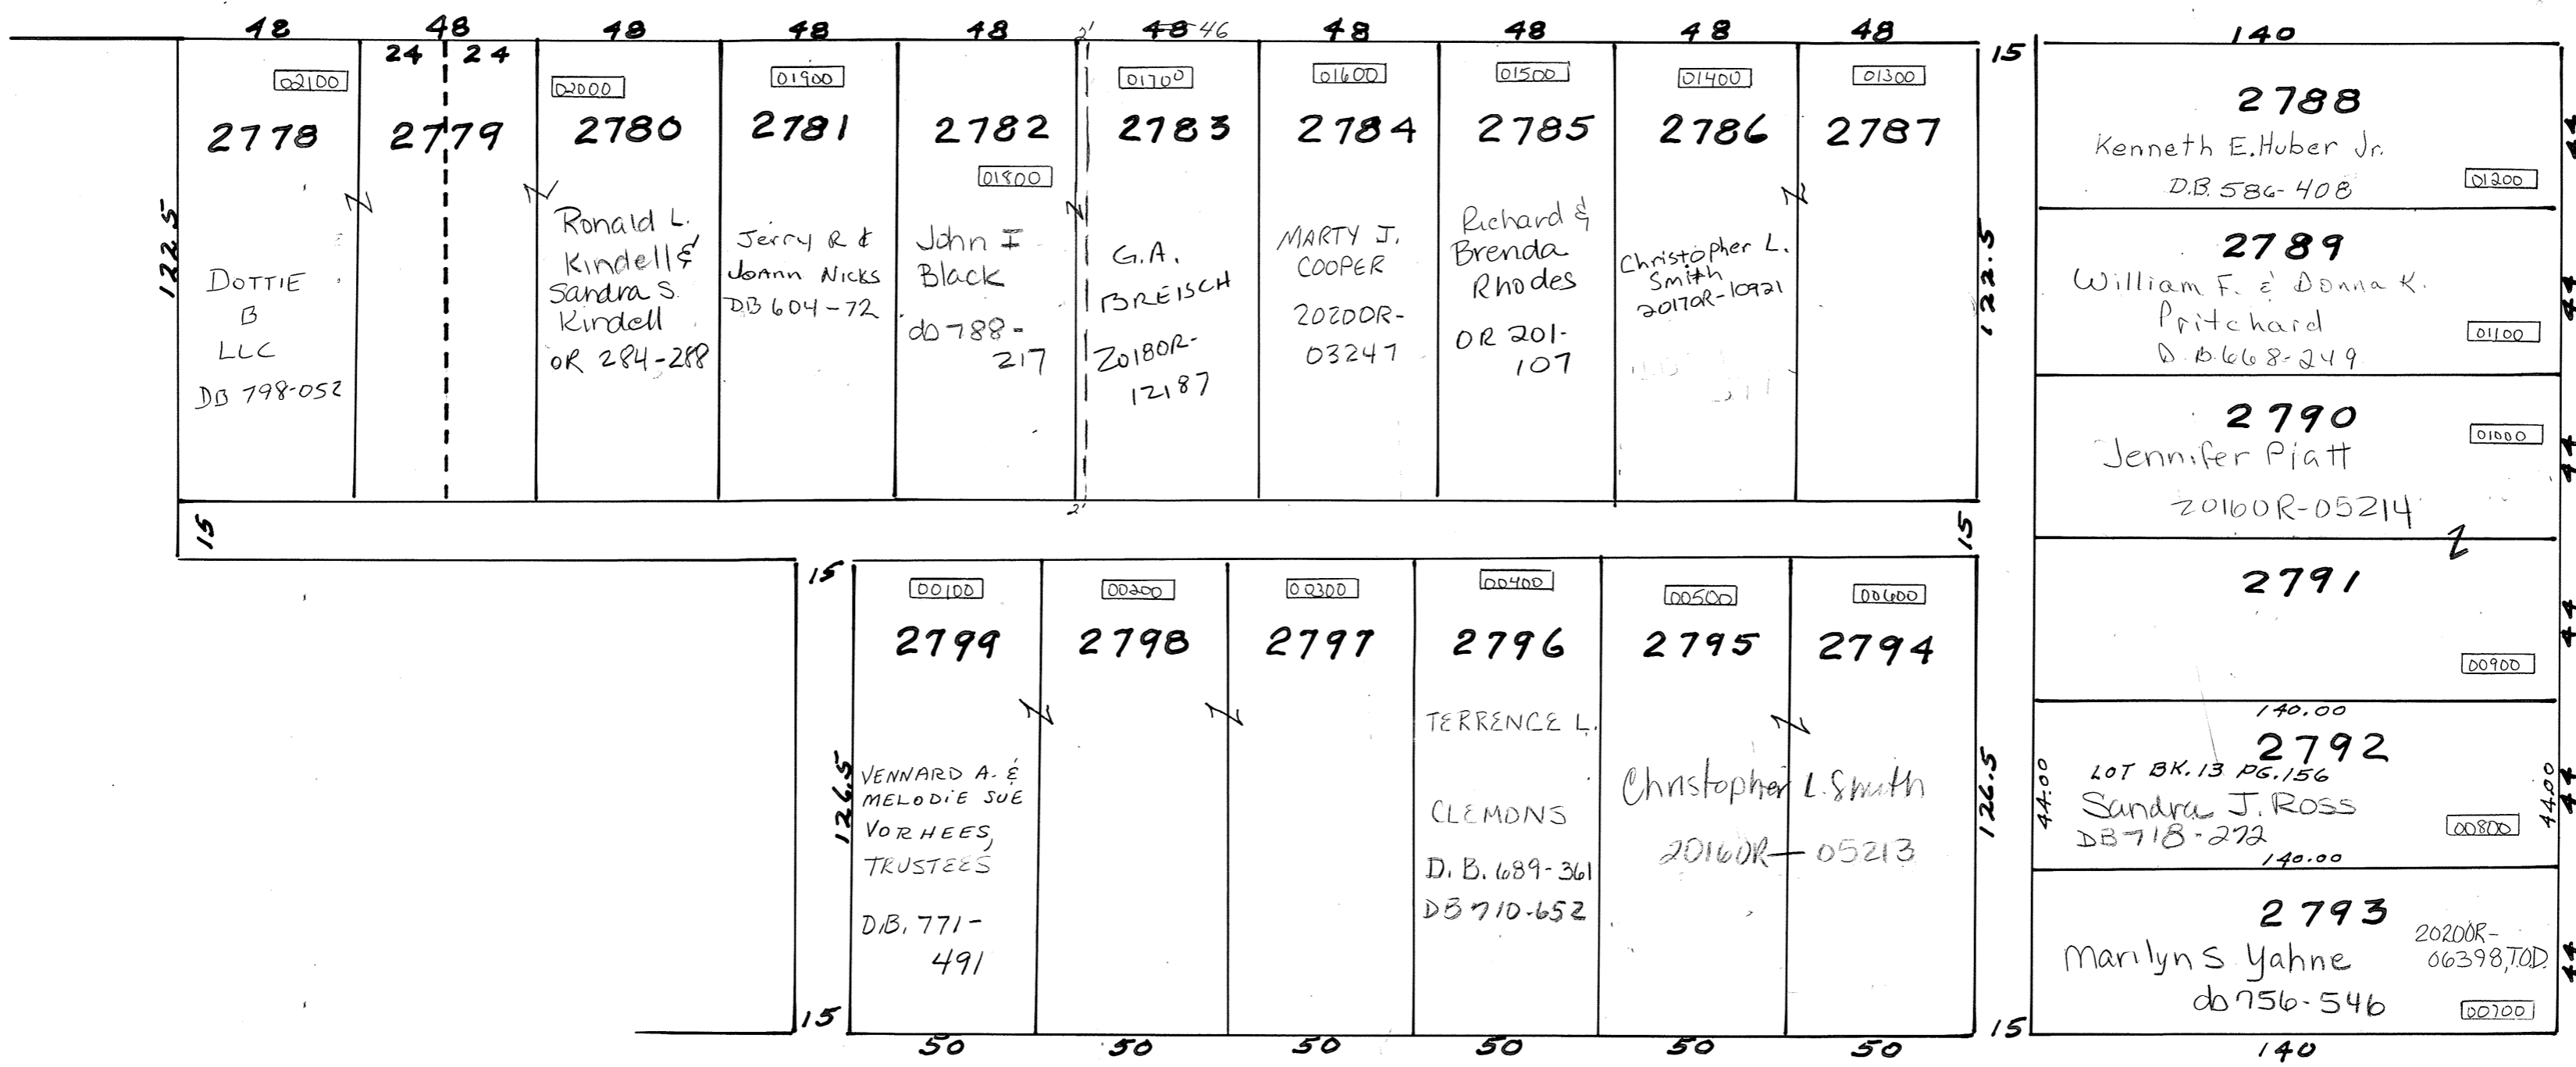 48 48 48 48 48 2' 48 46 48 48 48 48
24 24
15
140
02100
02000
01900
01700
01600
01500
01400
01300
2778
2779
2780
2781
2782
2783
2784
2785
2786
2787
122.5
DOTTIE
B
LLC
DB 798-052
Ronald L.
Kindell &
Sandra S.
Kindell
OR 284-288
Jerry R &
JoAnn Nicks
DB 604-72
01800
John I
Black
db 788-
217
G.A.
BREISCH
2018OR-
12187
MARTY J.
COOPER
2020OR-
03247
Richard &
Brenda
Rhodes
OR 201-
107
Christopher L.
Smith
2017OR-10921
122.5
15
2'
15
2788
Kenneth E. Huber Jr.
D.B. 586-408
01200
44
2789
William F. & Donna K.
Pritchard
D.B. 668-249
01100
44
2790
Jennifer Piatt
2016OR-05214
01000
44
2791
00900
44
140.00
2792
LOT BK. 13 PG. 156
Sandra J. Ross
DB 718-272
00800
140.00
44.00
44.00
44
2793
Marilyn S Yahne
db 756-546
2020OR-
06398, T.O.D.
00700
44
140
15
00100
00200
00300
00400
00500
00600
2799
2798
2797
2796
2795
2794
126.5
VENNARD A. &
MELODIE SUE
VORHEES,
TRUSTEES
D.B. 771-
491
TERRENCE L.
CLEMONS
D.B. 689-361
DB 710-652
Christopher L. Smith
2016OR-05213
126.5
15
15
50 50 50 50 50 50